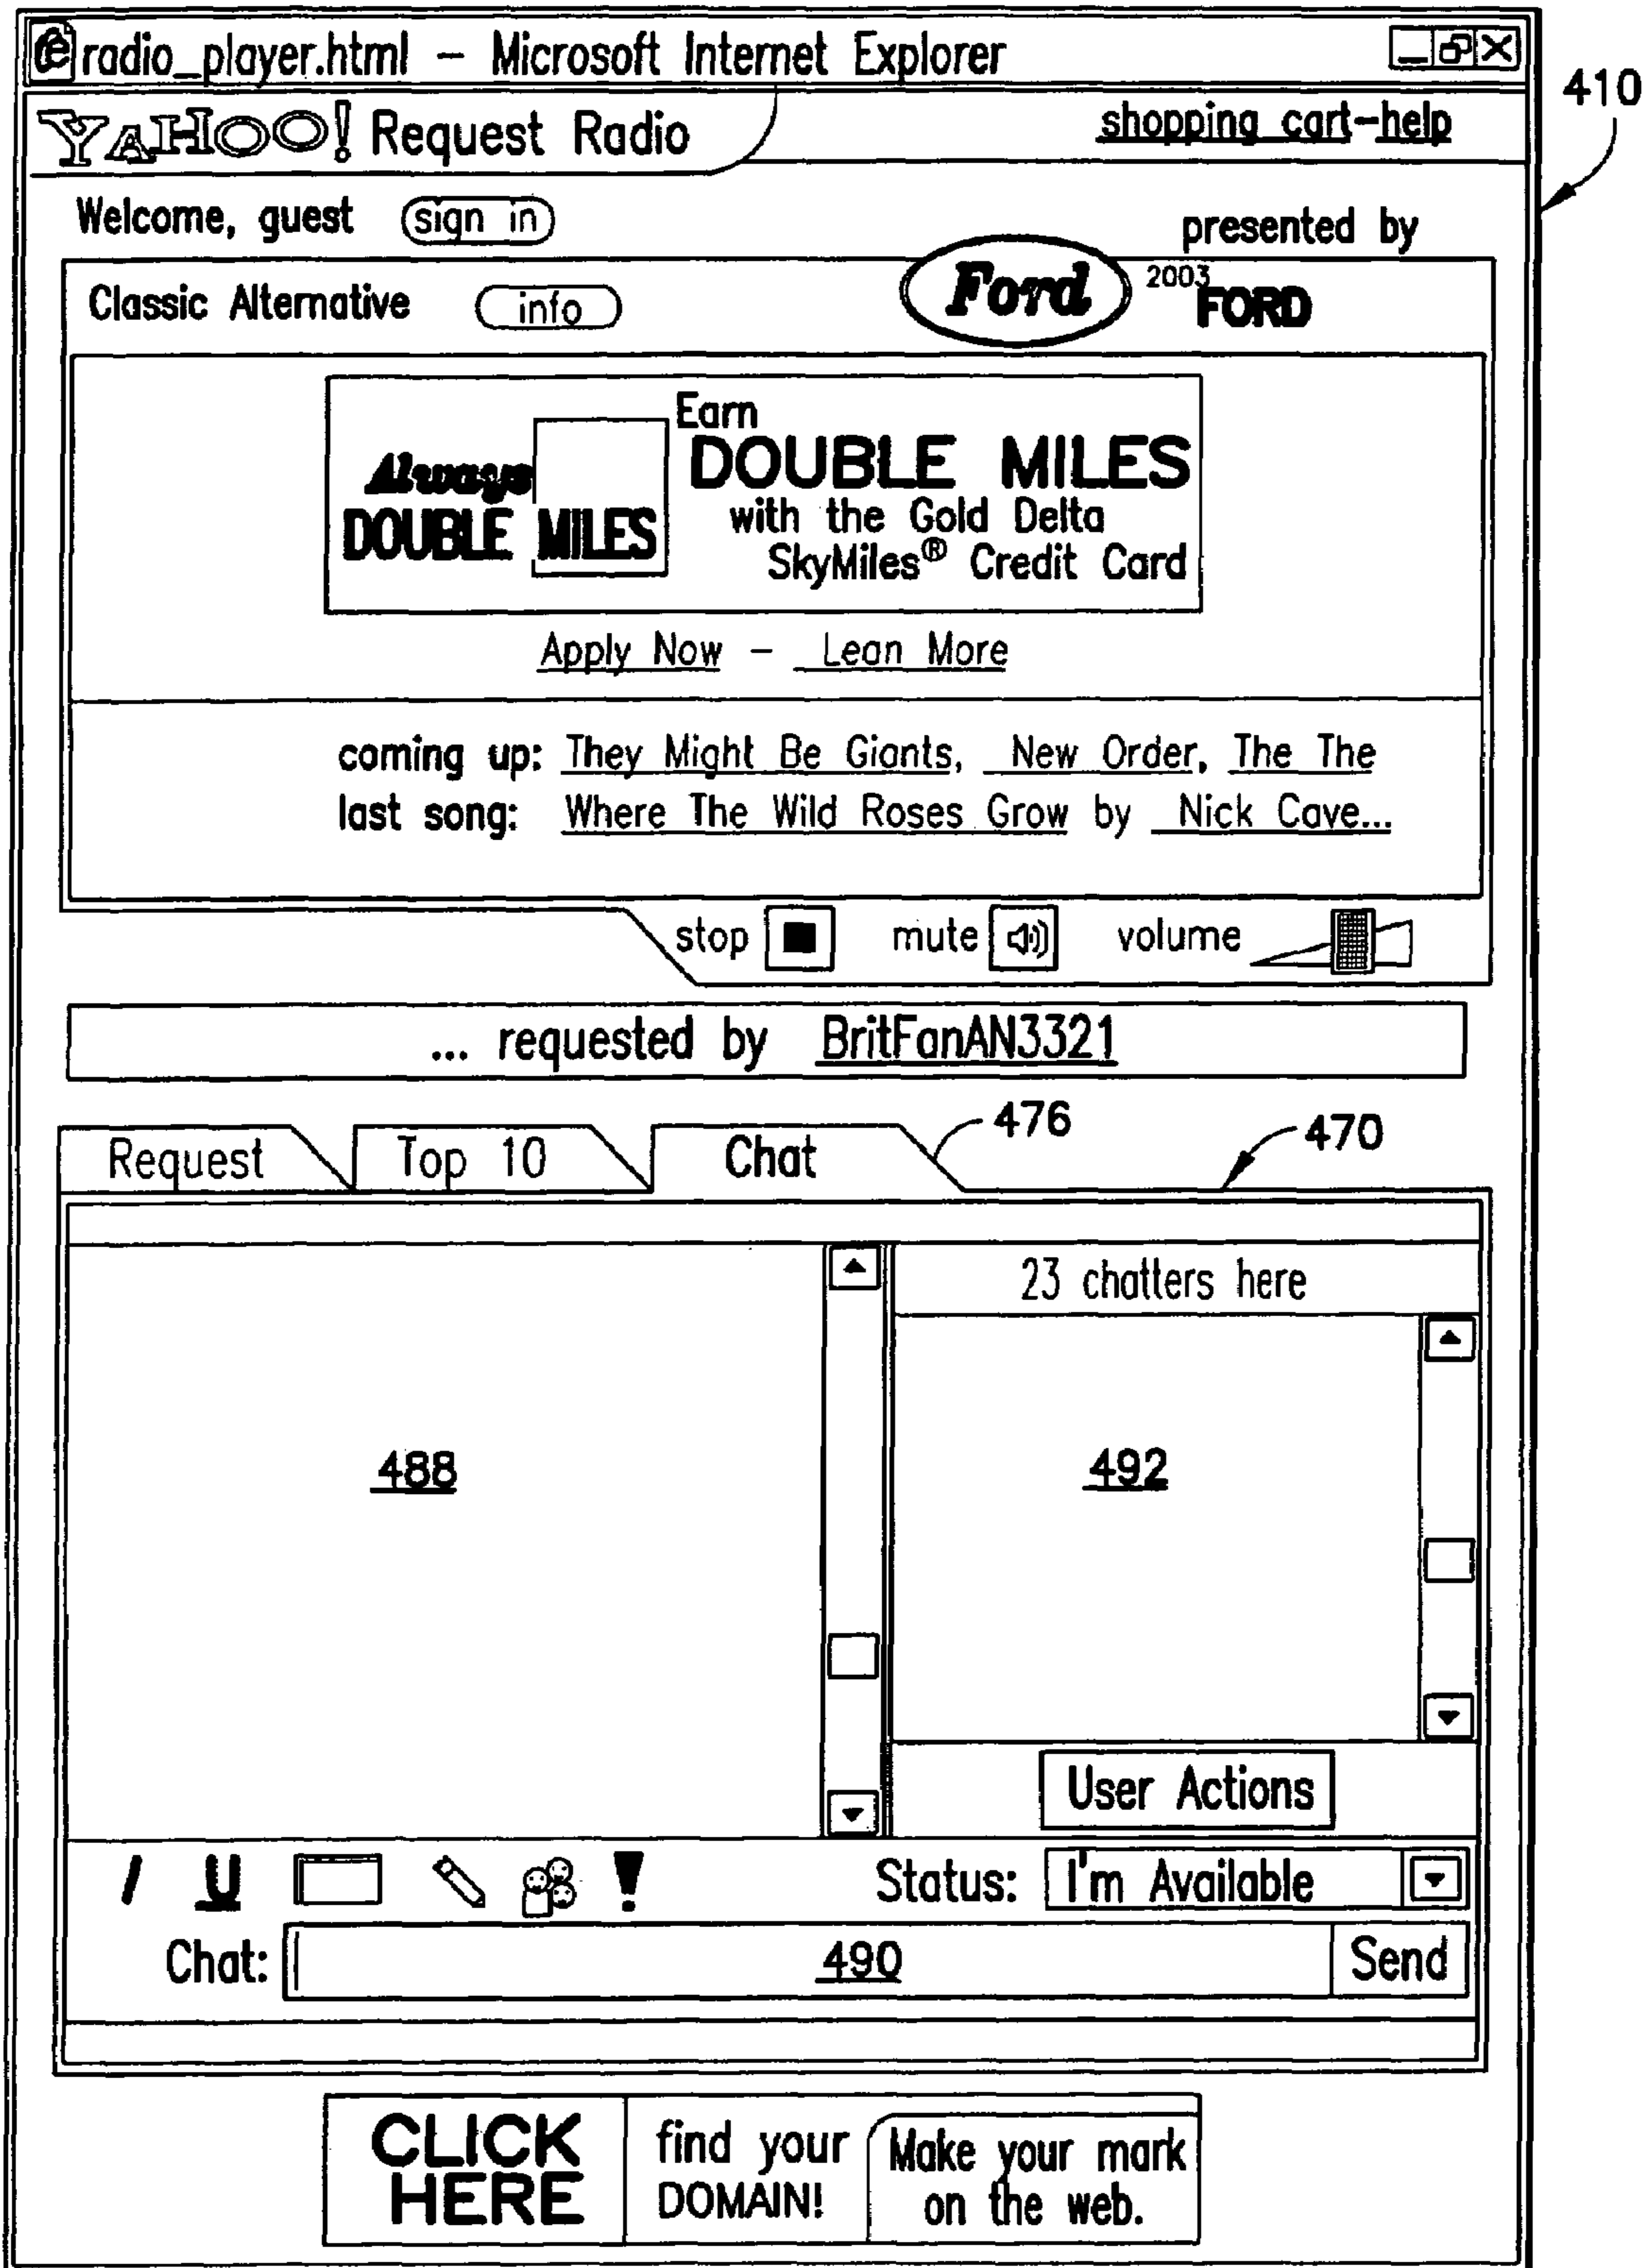 radio_player.html – Microsoft Internet Explorer
410
YAHOO! Request Radio
shopping cart-help
Welcome, guest sign in
presented by
Classic Alternative info
Ford 2003 FORD
Always
DOUBLE MILES
Earn
DOUBLE MILES
with the Gold Delta
SkyMiles® Credit Card
Apply Now – Lean More
coming up: They Might Be Giants, New Order, The The
last song: Where The Wild Roses Grow by Nick Cave...
stop mute volume
... requested by BritFanAN3321
476
470
Request Top 10 Chat
23 chatters here
488
492
User Actions
I U ! Status: I'm Available
Chat: 490 Send
CLICK
HERE
find your
DOMAIN!
Make your mark
on the web.